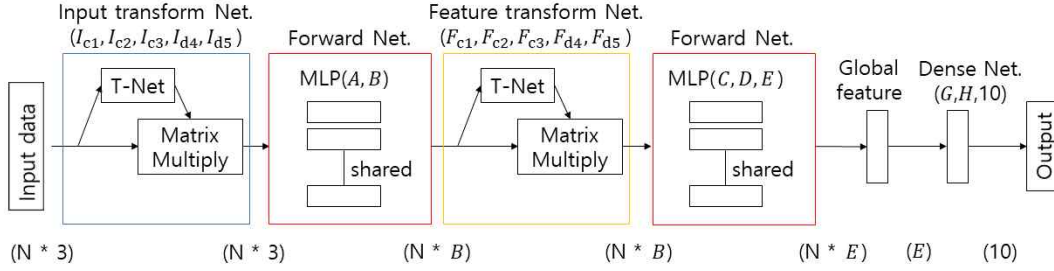 Input transform Net.
(I_c1, I_c2, I_c3, I_d4, I_d5)
Forward Net.
Feature transform Net.
(F_c1, F_c2, F_c3, F_d4, F_d5)
Forward Net.
Input data
T-Net
Matrix
Multiply
MLP(A, B)
shared
T-Net
Matrix
Multiply
MLP(C, D, E)
shared
Global
feature
Dense Net.
(G,H,10)
Output
(N * 3)
(N * 3)
(N * B)
(N * B)
(N * E)
(E)
(10)